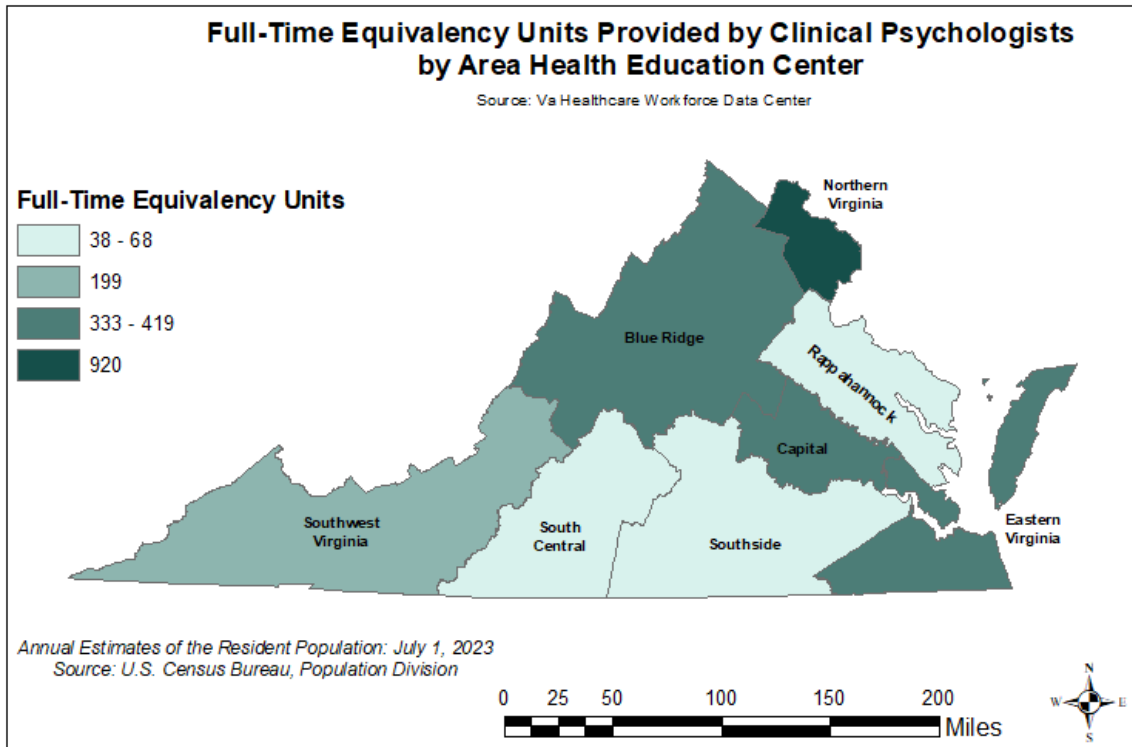 Full-Time Equivalency Units Provided by Clinical Psychologists
by Area Health Education Center
Source: Va Healthcare Workforce Data Center
Full-Time Equivalency Units
38 - 68
199
333 - 419
920
Northern
Virginia
Blue Ridge
Rappahannock
Capital
Eastern
Virginia
Southwest
Virginia
South
Central
Southside
Annual Estimates of the Resident Population: July 1, 2023
Source: U.S. Census Bureau, Population Division
0 25 50 100 150 200
Miles
N
W E
S